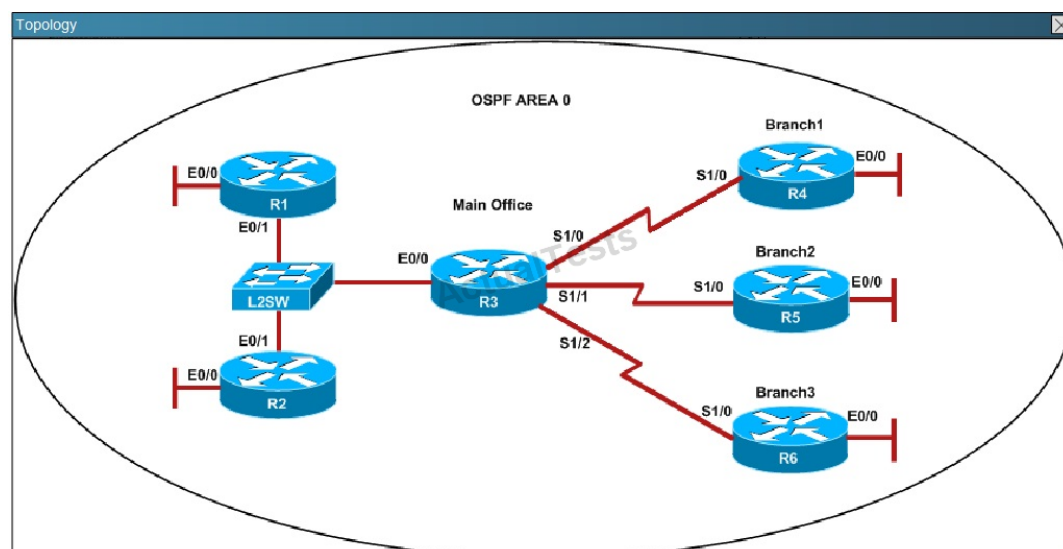 Topology
OSPF AREA 0
Branch1
E0/0
E0/0
S1/0
R4
R1
Main Office
E0/1
S1/0
E0/0
Branch2
ActualTests
S1/0
E0/0
S1/1
L2SW
R3
R5
E0/1
S1/2
E0/0
Branch3
S1/0
E0/0
R2
R6